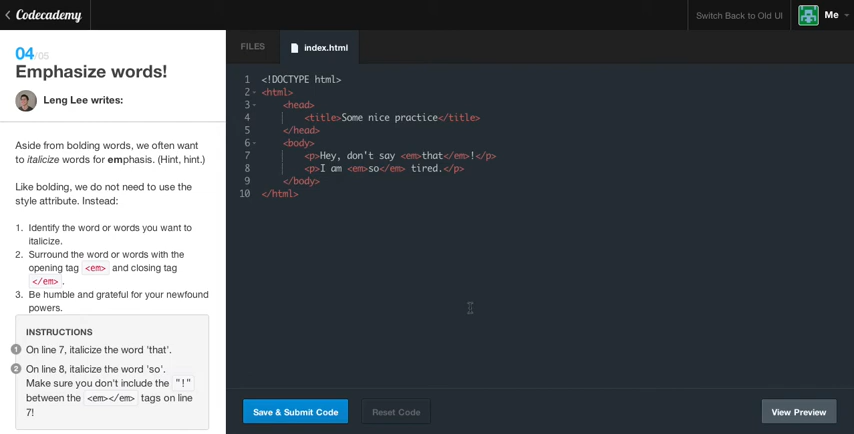 Codecademy
Switch Back to Old UI
Me
04/05
Emphasize words!
Leng Lee writes:
Aside from bolding words, we often want
to italicize words for emphasis. (Hint, hint.)
Like bolding, we do not need to use the
style attribute. Instead:
1. Identify the word or words you want to
italicize.
2. Surround the word or words with the
opening tag <em> and closing tag
</em>.
3. Be humble and grateful for your newfound
powers.
INSTRUCTIONS
1 On line 7, italicize the word 'that'.
2 On line 8, italicize the word 'so'.
Make sure you don't include the "!"
between the <em></em> tags on line
7!
FILES
index.html
1 <!DOCTYPE html>
2 <html>
3 <head>
4 <title>Some nice practice</title>
5 </head>
6 <body>
7 <p>Hey, don't say <em>that</em>!</p>
8 <p>I am <em>so</em> tired.</p>
9 </body>
10 </html>
Save & Submit Code
Reset Code
View Preview